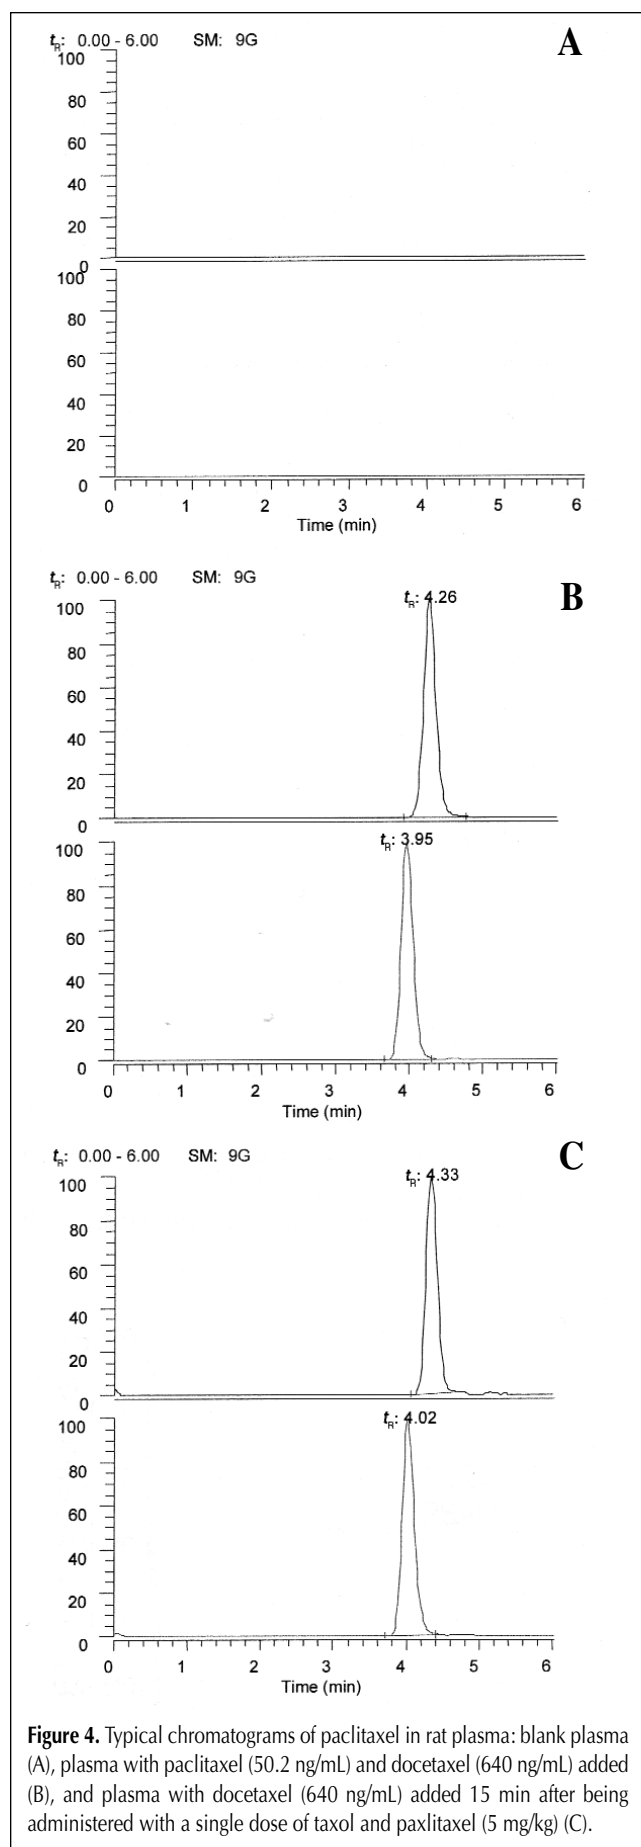 tR: 0.00 - 6.00 SM: 9G
A
100
80
60
40
20
0
100
80
60
40
20
0
0 1 2 3 4 5 6
Time (min)
tR: 0.00 - 6.00 SM: 9G
B
tR: 4.26
100
80
60
40
20
0
tR: 3.95
100
80
60
40
20
0
0 1 2 3 4 5 6
Time (min)
tR: 0.00 - 6.00 SM: 9G
C
tR: 4.33
100
80
60
40
20
0
tR: 4.02
100
80
60
40
20
0
0 1 2 3 4 5 6
Time (min)
Figure 4. Typical chromatograms of paclitaxel in rat plasma: blank plasma
(A), plasma with paclitaxel (50.2 ng/mL) and docetaxel (640 ng/mL) added
(B), and plasma with docetaxel (640 ng/mL) added 15 min after being
administered with a single dose of taxol and paxlitaxel (5 mg/kg) (C).